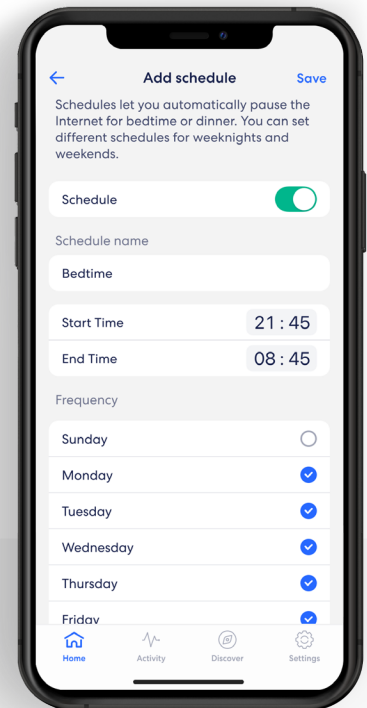 Add schedule
Save
Schedules let you automatically pause the
Internet for bedtime or dinner. You can set
different schedules for weeknights and
weekends.
Schedule
Schedule name
Bedtime
Start Time 21 : 45
End Time 08 : 45
Frequency
Sunday
Monday
Tuesday
Wednesday
Thursday
Friday
Home Activity Discover Settings